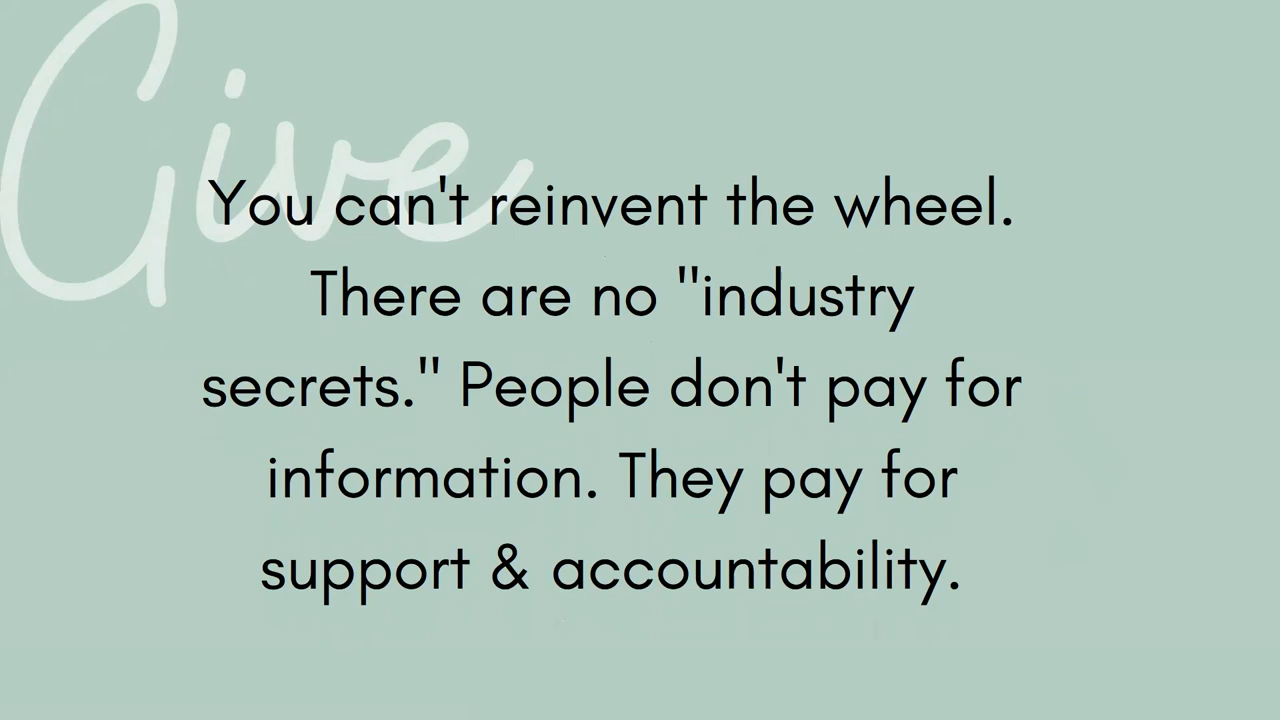 Give
You can't reinvent the wheel.
There are no "industry
secrets." People don't pay for
information. They pay for
support & accountability.